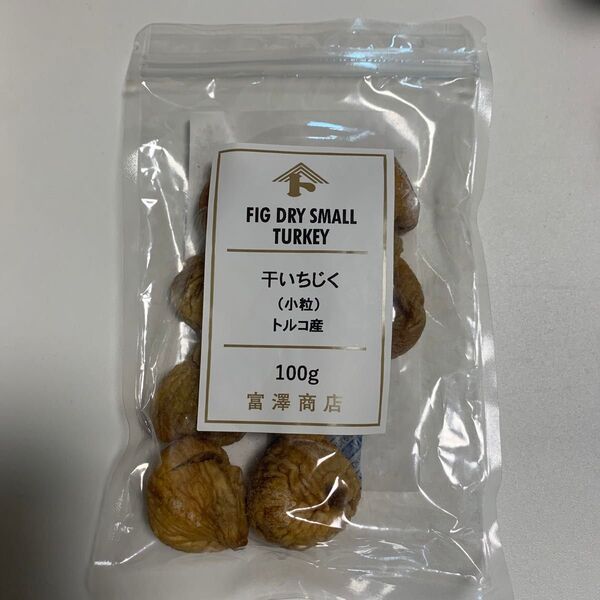 ト
FIG DRY SMALL
TURKEY
干いちじく
（小粒）
トルコ産
100g
富澤商店